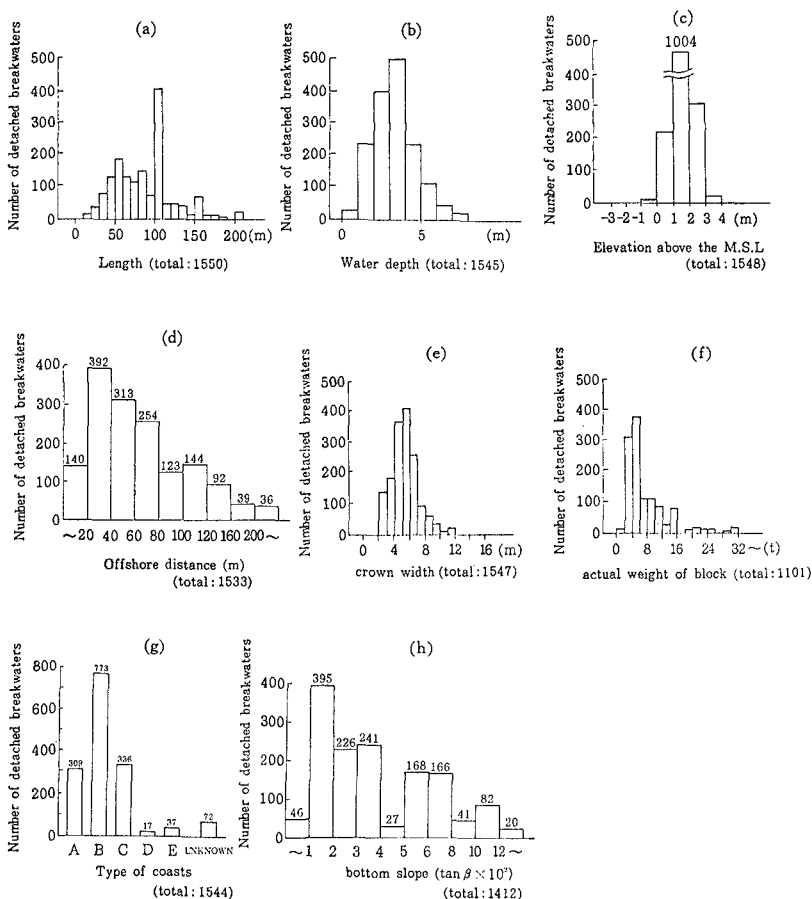 (a)
Number of detached breakwaters
500
400
300
200
100
0
0 50 100 150 200 (m)
Length (total: 1550)
(b)
Number of detached breakwaters
500
400
300
200
100
0
0 5 (m)
Water depth (total: 1545)
(c)
Number of detached breakwaters
1004
500
400
300
200
100
0
-3 -2 -1 0 1 2 3 4 (m)
Elevation above the M.S.L
(total: 1548)
(d)
Number of detached breakwaters
400
300
200
100
0
140 392 313 254 123 144 92 39 36
~20 40 60 80 100 120 160 200~
Offshore distance (m)
(total: 1533)
(e)
Number of detached breakwaters
500
400
300
200
100
0
0 4 8 12 16 (m)
crown width (total: 1547)
(f)
Number of detached breakwaters
500
400
300
200
100
0
0 8 16 24 32 ~(t)
actual weight of block (total: 1101)
(g)
Number of detached breakwaters
800
600
400
200
0
309 773 336 17 37 72
A B C D E UNKNOWN
Type of coasts
(total: 1544)
(h)
Number of detached breakwaters
400
300
200
100
0
46 395 226 241 27 168 166 41 82 20
~1 2 3 4 5 6 8 10 12 ~
bottom slope (tan β × 10²)
(total: 1412)